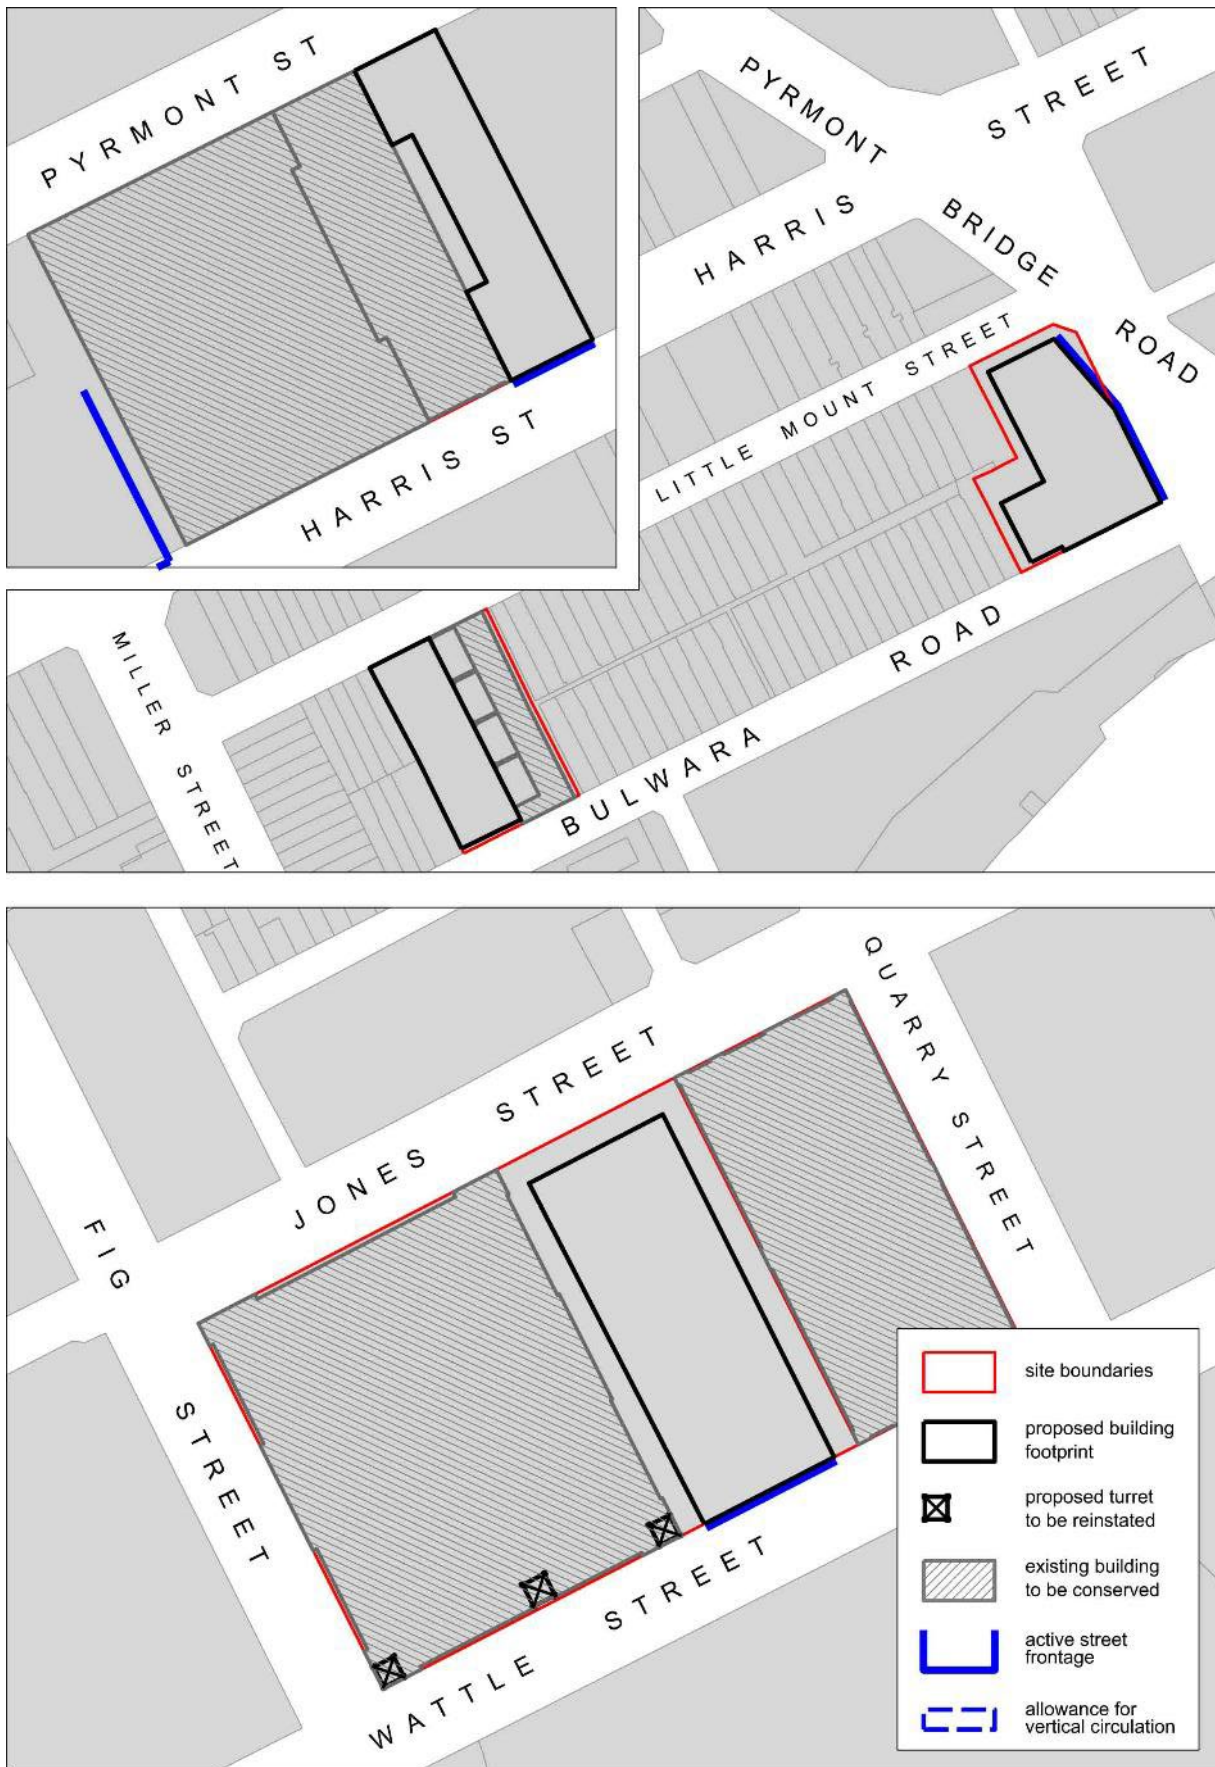 PYRMONT ST
HARRIS ST
PYRMONT
BRIDGE
ROAD
HARRIS STREET
LITTLE MOUNT STREET
MILLER STREET
BULWARA ROAD
JONES STREET
QUARRY STREET
FIG STREET
WATTLE STREET
site boundaries
proposed building
footprint
proposed turret
to be reinstated
existing building
to be conserved
active street
frontage
allowance for
vertical circulation